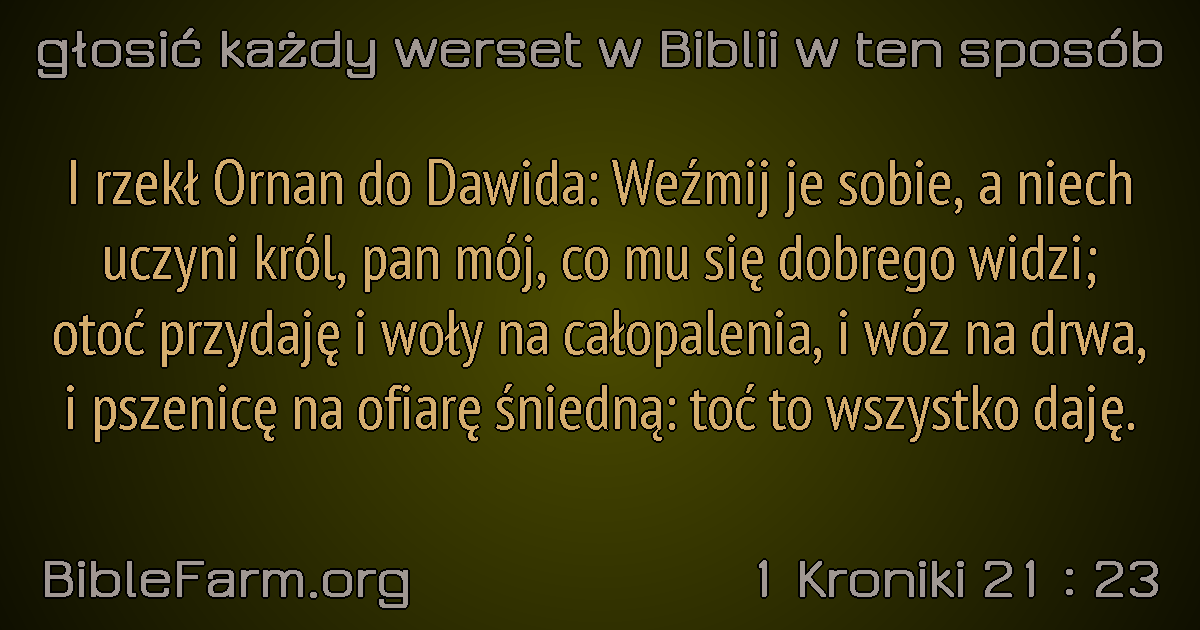 głosić każdy werset w Biblii w ten sposób
I rzekł Ornan do Dawida: Weźmij je sobie, a niech
uczyni król, pan mój, co mu się dobrego widzi;
otoć przydaję i woły na całopalenia, i wóz na drwa,
i pszenicę na ofiarę śniedną: toć to wszystko daję.
BibleFarm.org
1 Kroniki 21 : 23